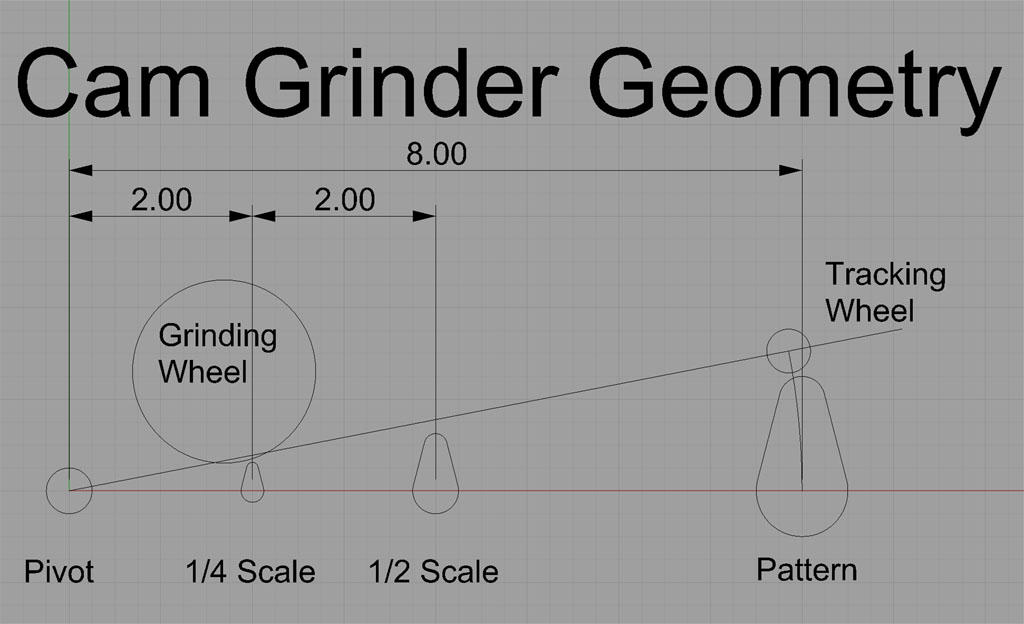 Cam Grinder Geometry
8.00
2.00
2.00
Tracking
Wheel
Grinding
Wheel
Pivot
1/4 Scale
1/2 Scale
Pattern